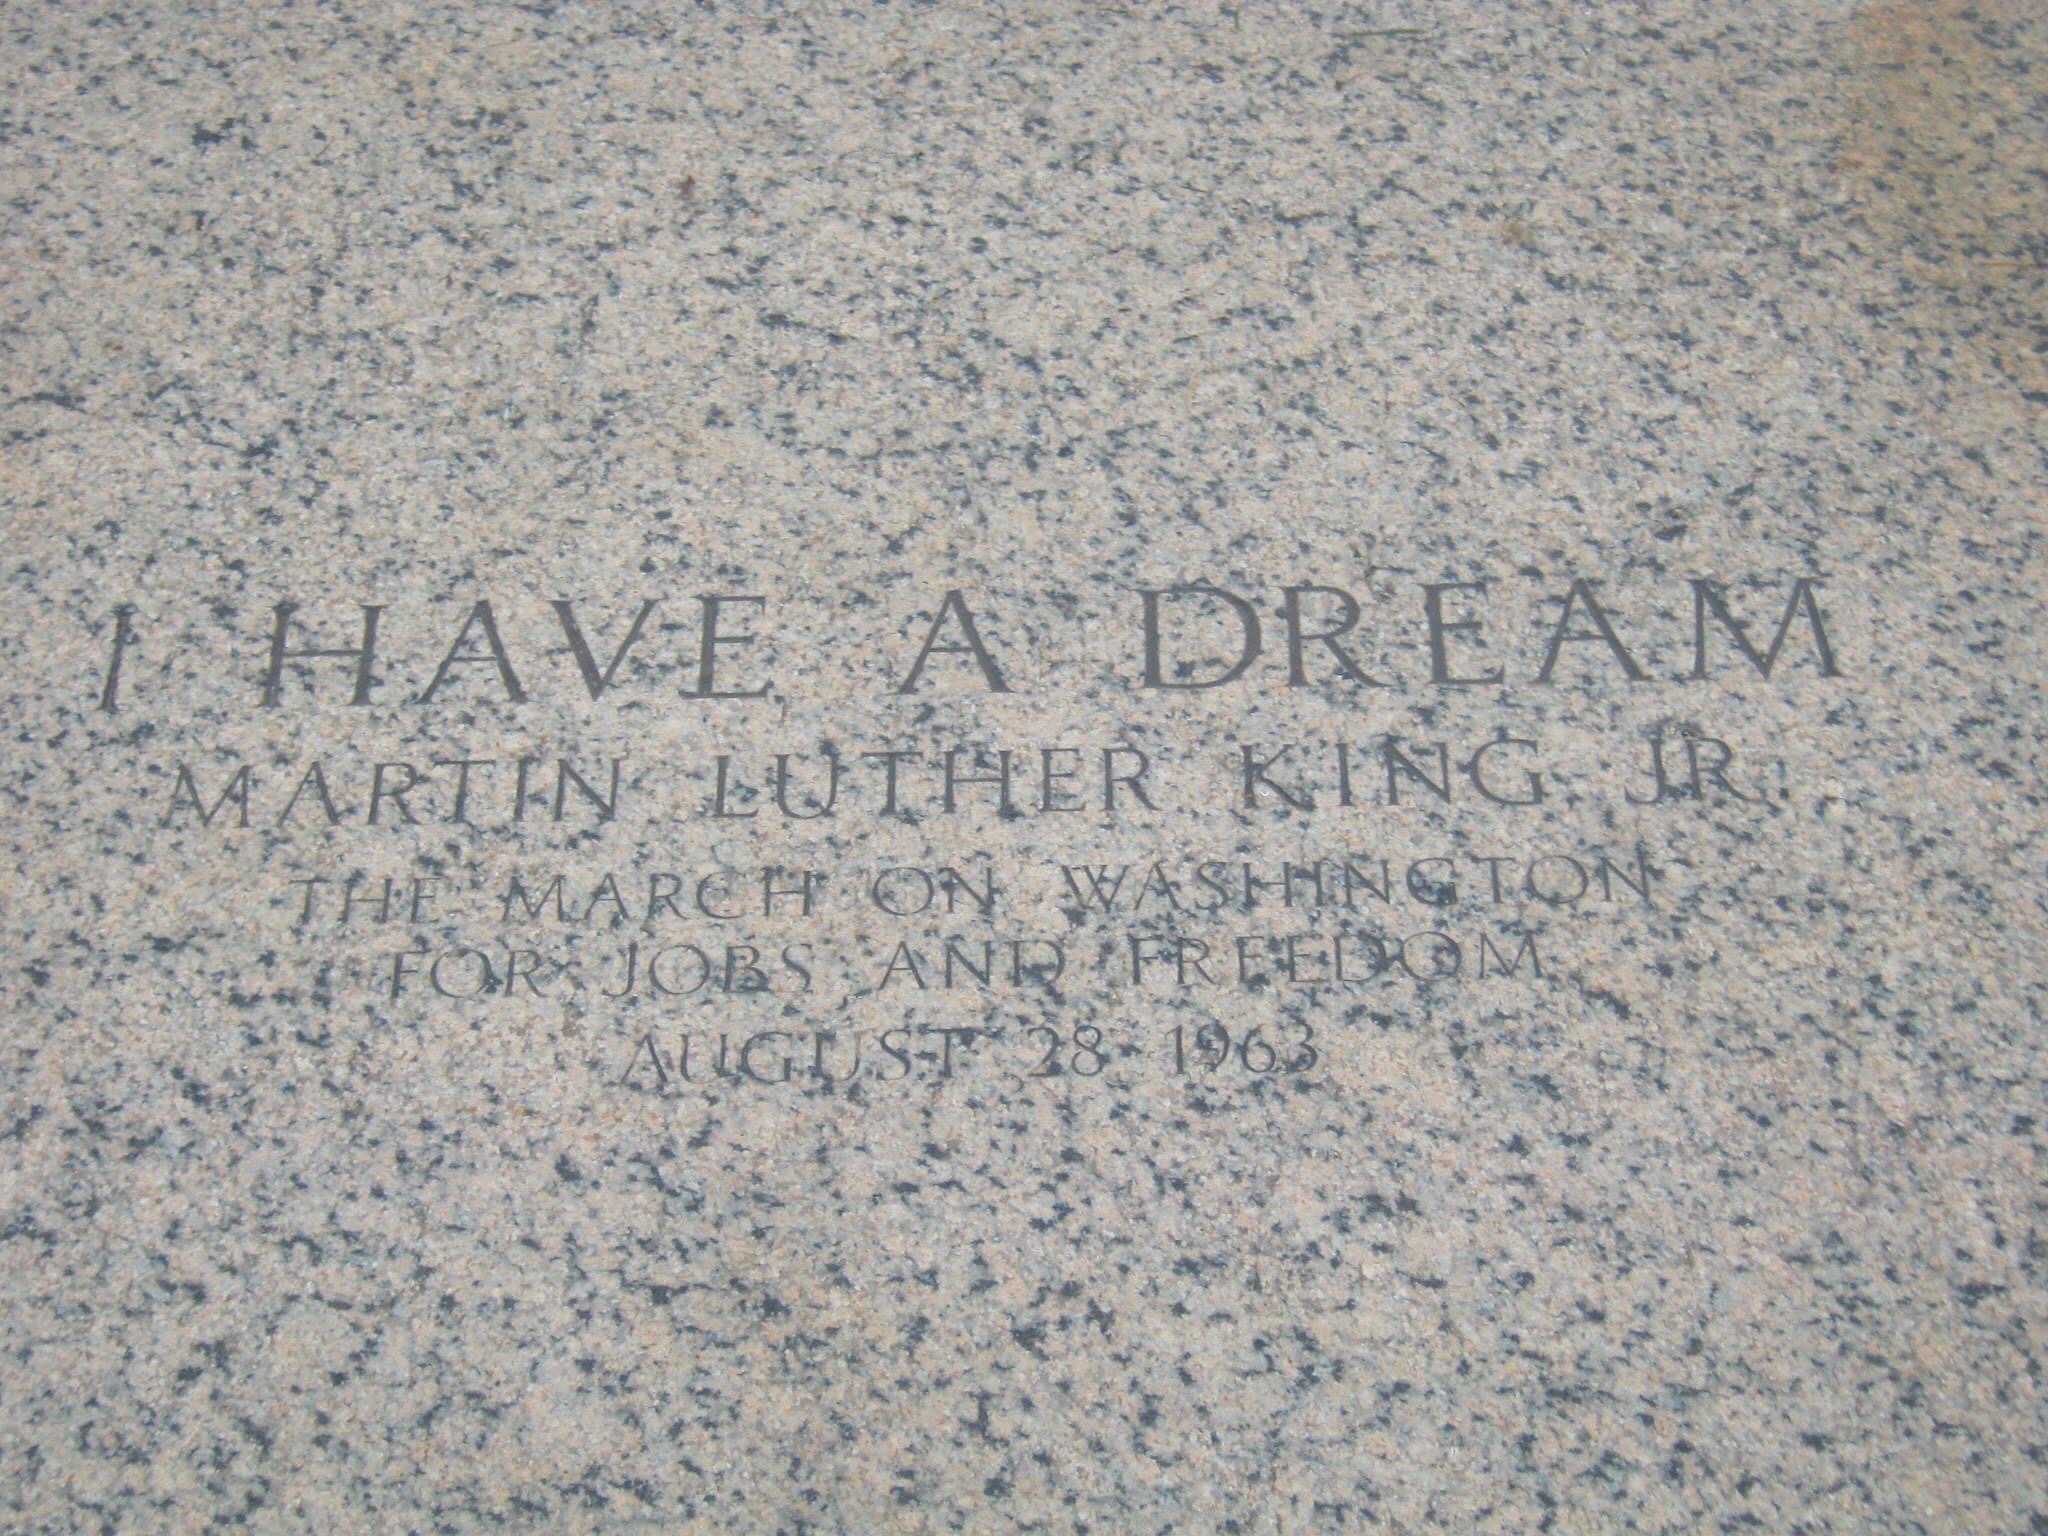 I HAVE A DREAM
MARTIN LUTHER KING JR.
THE MARCH ON WASHINGTON
FOR JOBS AND FREEDOM
AUGUST 28 1963